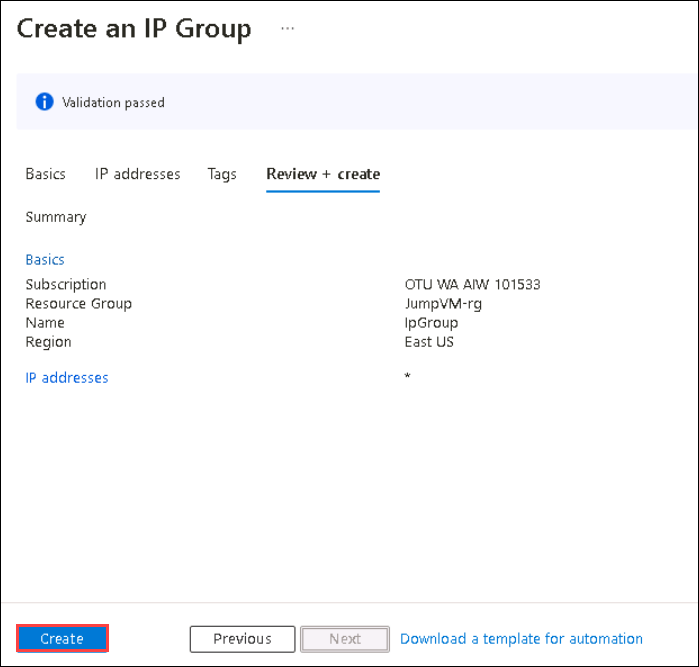 Create an IP Group ...
Validation passed
Basics IP addresses Tags Review + create
Summary
Basics
Subscription OTU WA AIW 101533
Resource Group JumpVM-rg
Name IpGroup
Region East US
IP addresses *
Create Previous Next Download a template for automation